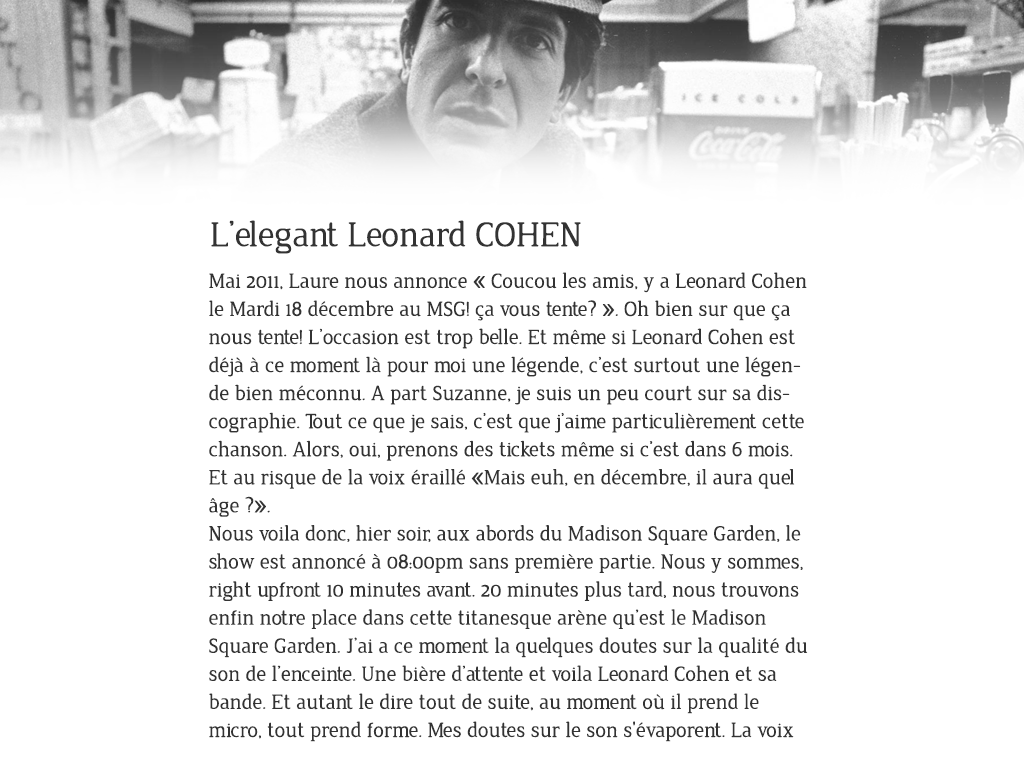 ICE COLD
DRINK
Coca-Cola
L'elegant Leonard COHEN
Mai 2011, Laure nous annonce « Coucou les amis, y a Leonard Cohen
le Mardi 18 décembre au MSG! ça vous tente? ». Oh bien sur que ça
nous tente! L'occasion est trop belle. Et même si Leonard Cohen est
déjà à ce moment là pour moi une légende, c'est surtout une légen-
de bien méconnu. A part Suzanne, je suis un peu court sur sa dis-
cographie. Tout ce que je sais, c'est que j'aime particulièrement cette
chanson. Alors, oui, prenons des tickets même si c'est dans 6 mois.
Et au risque de la voix éraillé «Mais euh, en décembre, il aura quel
âge ?».
Nous voila donc, hier soir, aux abords du Madison Square Garden, le
show est annoncé à 08:00pm sans première partie. Nous y sommes,
right upfront 10 minutes avant. 20 minutes plus tard, nous trouvons
enfin notre place dans cette titanesque arène qu'est le Madison
Square Garden. J'ai a ce moment la quelques doutes sur la qualité du
son de l'enceinte. Une bière d'attente et voila Leonard Cohen et sa
bande. Et autant le dire tout de suite, au moment où il prend le
micro, tout prend forme. Mes doutes sur le son s'évaporent. La voix